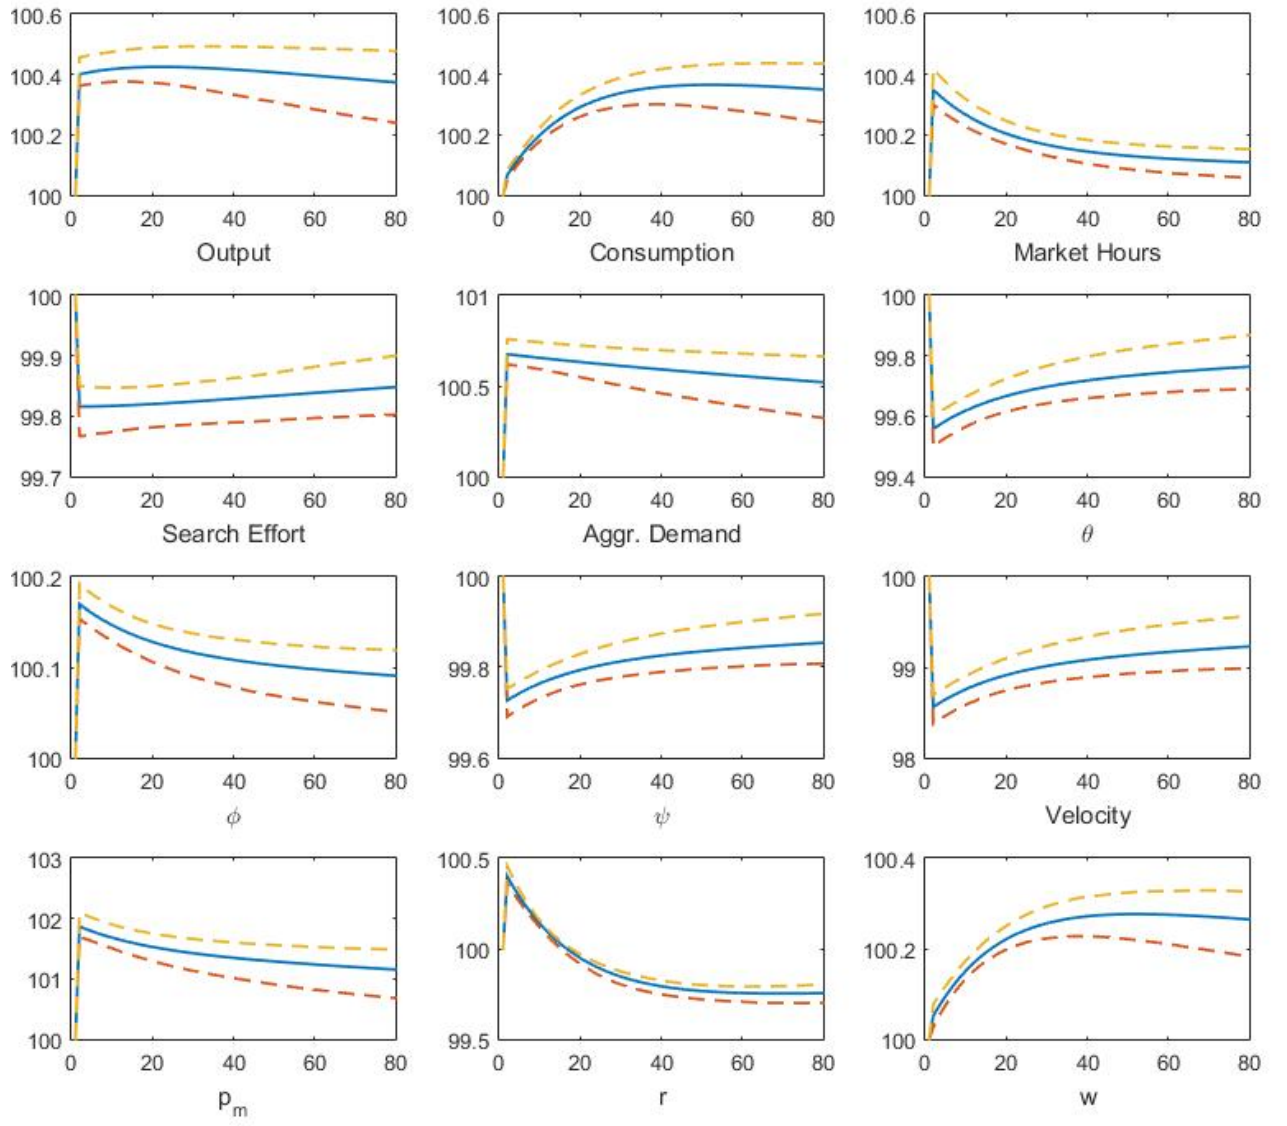 100.6 100.6 100.6
100.4 100.4 100.4
100.2 100.2 100.2
100 100 100
0 20 40 60 80 0 20 40 60 80 0 20 40 60 80
Output Consumption Market Hours
100 101 100
99.9 99.8
99.8 100.5 99.6
99.7 100 99.4
0 20 40 60 80 0 20 40 60 80 0 20 40 60 80
Search Effort Aggr. Demand θ
100.2 100 100
100.1 99.8 99
100 99.6 98
0 20 40 60 80 0 20 40 60 80 0 20 40 60 80
ϕ ψ Velocity
103 100.5 100.4
102 100 100.2
101
100 99.5 100
0 20 40 60 80 0 20 40 60 80 0 20 40 60 80
p_m r w